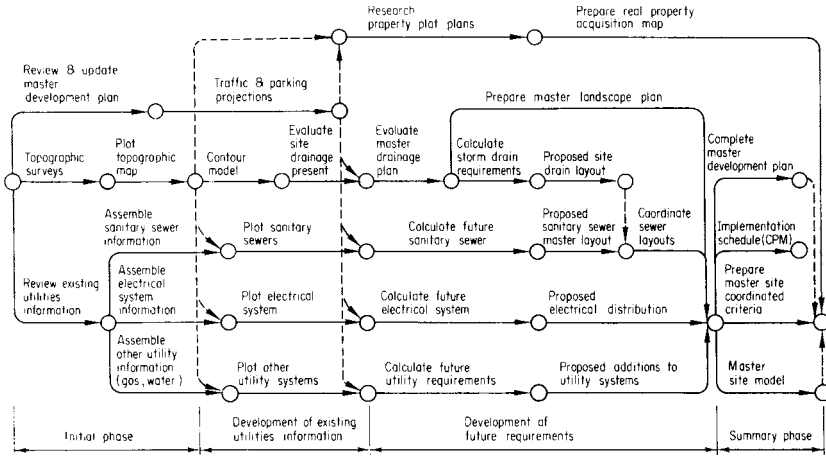 Research
property plot plans
Prepare real property
acquisition map
Review & update
master
development plan
Traffic & parking
projections
Prepare master landscape plan
Topographic
surveys
Plot
topographic
map
Contour
model
Evaluate
site
drainage
present
Evaluate
master
drainage
plan
Calculate
storm drain
requirements
Proposed site
drain layout
Complete
master
development plan
Assemble
sanitary sewer
information
Plot sanitary
sewers
Calculate future
sanitary sewer
Proposed
sanitary sewer
master layout
Coordinate
sewer
layouts
Implementation
schedule (CPM)
Review existing
utilities
information
Assemble
electrical
system
information
Plot electrical
system
Calculate future
electrical system
Proposed
electrical distribution
Prepare
master site
coordinated
criteria
Assemble
other utility
information
(gas, water)
Plot other
utility systems
Calculate future
utility requirements
Proposed additions to
utility systems
Master
site model
Initial phase
Development of existing
utilities information
Development of
future requirements
Summary phase